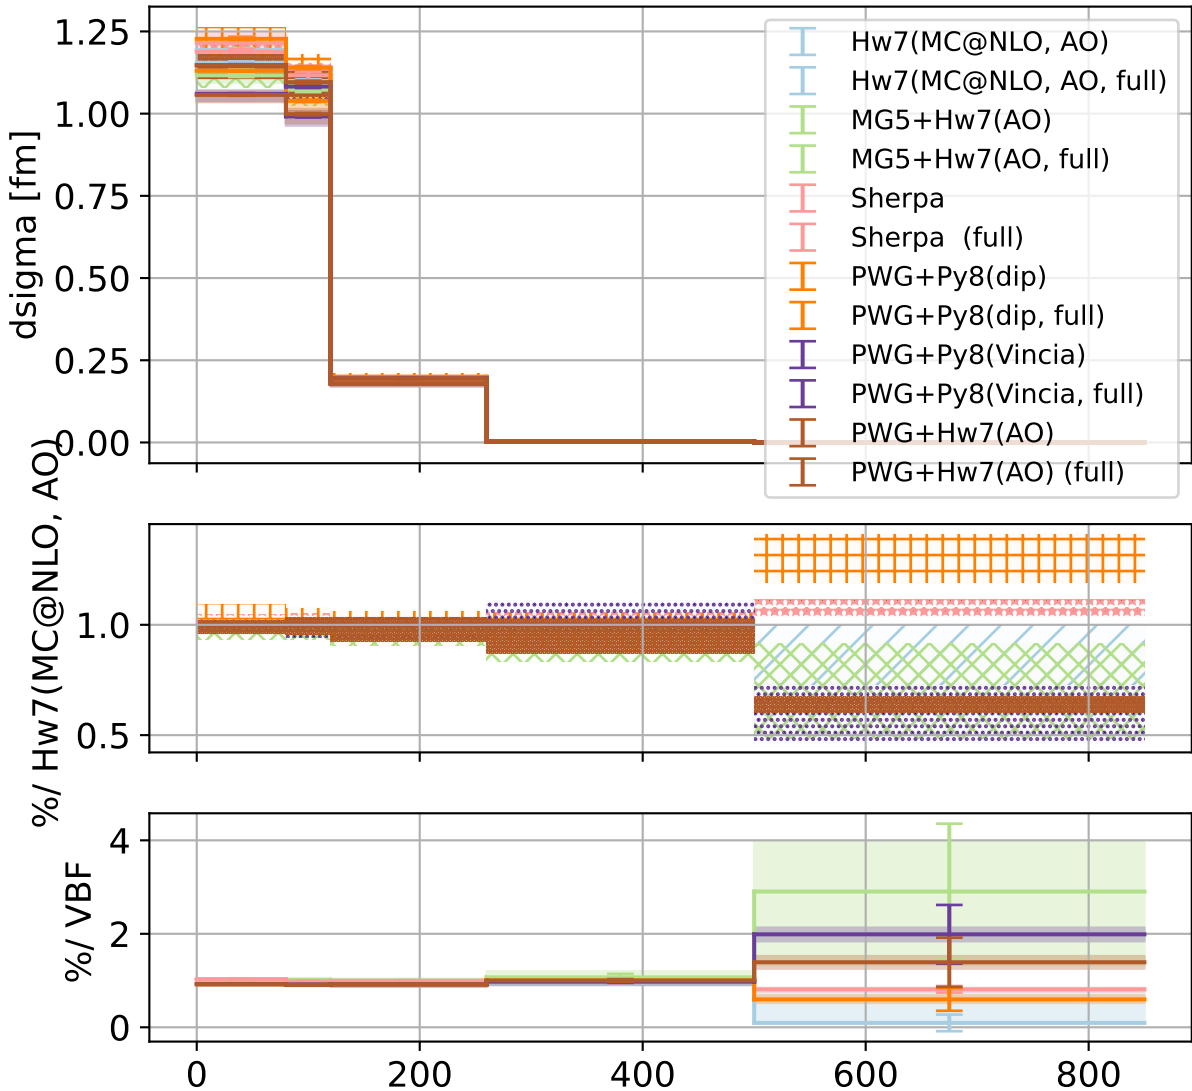 1.25
1.00
0.75
0.50
0.25
0.00
dsigma [fm]
Hw7(MC@NLO, AO)
Hw7(MC@NLO, AO, full)
MG5+Hw7(AO)
MG5+Hw7(AO, full)
Sherpa
Sherpa  (full)
PWG+Py8(dip)
PWG+Py8(dip, full)
PWG+Py8(Vincia)
PWG+Py8(Vincia, full)
PWG+Hw7(AO)
PWG+Hw7(AO) (full)
%/ Hw7(MC@NLO, AO)
1.0
0.5
%/ VBF
4
2
0
0 200 400 600 800